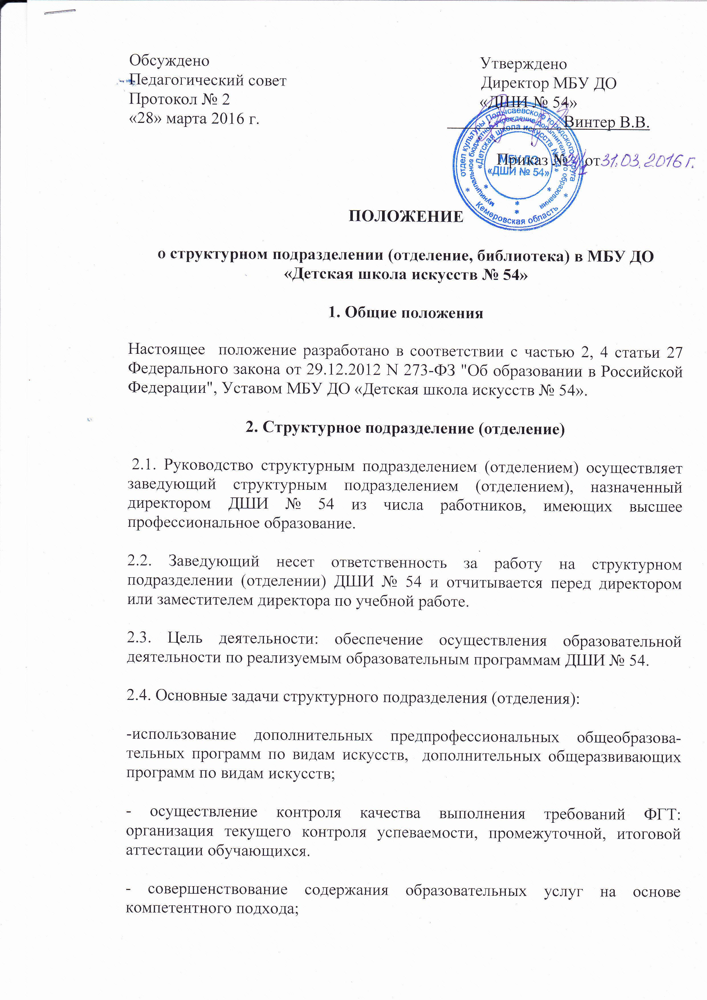 Обсуждено
Педагогический совет
Протокол № 2
«28» марта 2016 г.
Утверждено
Директор МБУ ДО
«ДШИ № 54»
Винтер В.В.
Приказ № от 31.03.2016 г.
отдел культуры Полысаевского городского округа
Кемеровская область
муниципальное бюджетное учреждение дополнительного образования
«Детская школа искусств № 54»
МБУ ДО
«ДШИ № 54»
ПОЛОЖЕНИЕ
о структурном подразделении (отделение, библиотека) в МБУ ДО
«Детская школа искусств № 54»
1. Общие положения
Настоящее положение разработано в соответствии с частью 2, 4 статьи 27
Федерального закона от 29.12.2012 N 273-ФЗ "Об образовании в Российской
Федерации", Уставом МБУ ДО «Детская школа искусств № 54».
2. Структурное подразделение (отделение)
2.1. Руководство структурным подразделением (отделением) осуществляет
заведующий структурным подразделением (отделением), назначенный
директором ДШИ № 54 из числа работников, имеющих высшее
профессиональное образование.
2.2. Заведующий несет ответственность за работу на структурном
подразделении (отделении) ДШИ № 54 и отчитывается перед директором
или заместителем директора по учебной работе.
2.3. Цель деятельности: обеспечение осуществления образовательной
деятельности по реализуемым образовательным программам ДШИ № 54.
2.4. Основные задачи структурного подразделения (отделения):
-использование дополнительных предпрофессиональных общеобразова-
тельных программ по видам искусств, дополнительных общеразвивающих
программ по видам искусств;
- осуществление контроля качества выполнения требований ФГТ:
организация текущего контроля успеваемости, промежуточной, итоговой
аттестации обучающихся.
- совершенствование содержания образовательных услуг на основе
компетентного подхода;